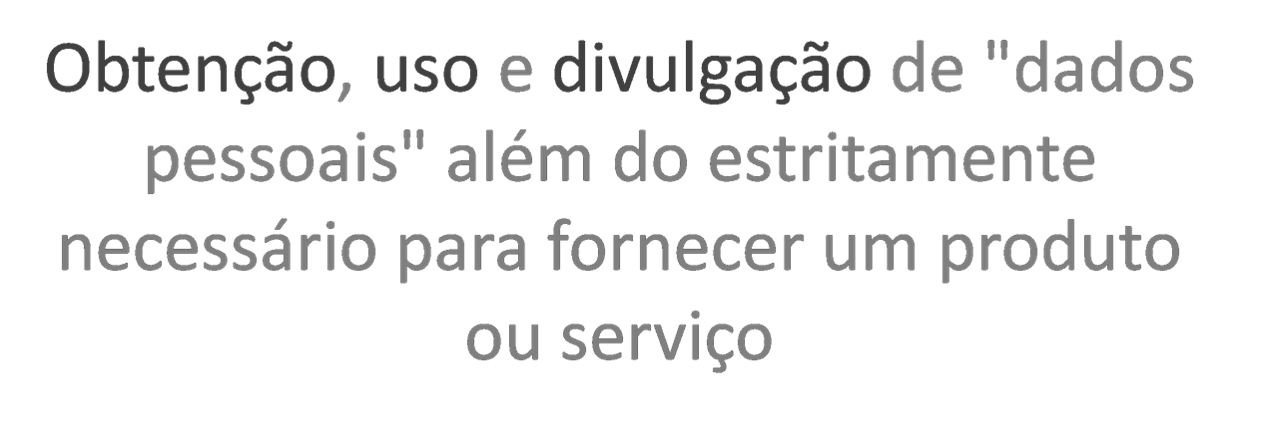 Obtenção, uso e divulgação de "dados
pessoais" além do estritamente
necessário para fornecer um produto
ou serviço